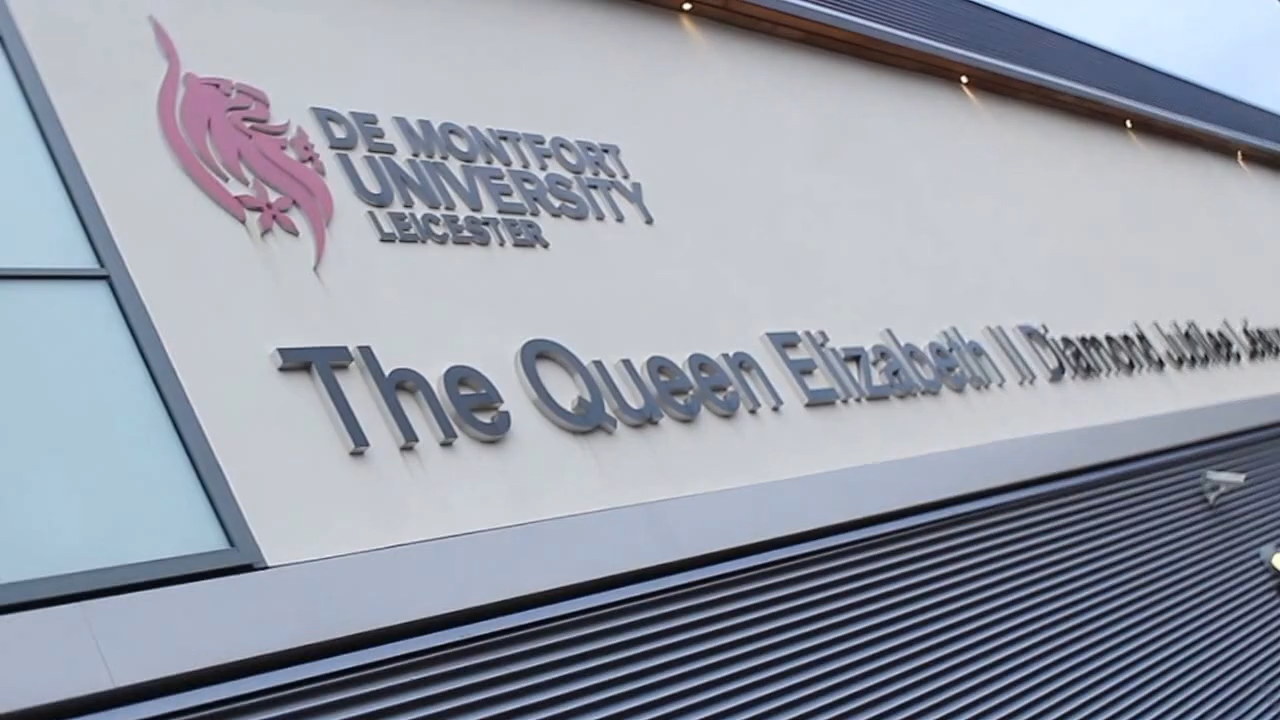 DE MONTFORT
UNIVERSITY
LEICESTER
The Queen Elizabeth II Diamond Jubilee